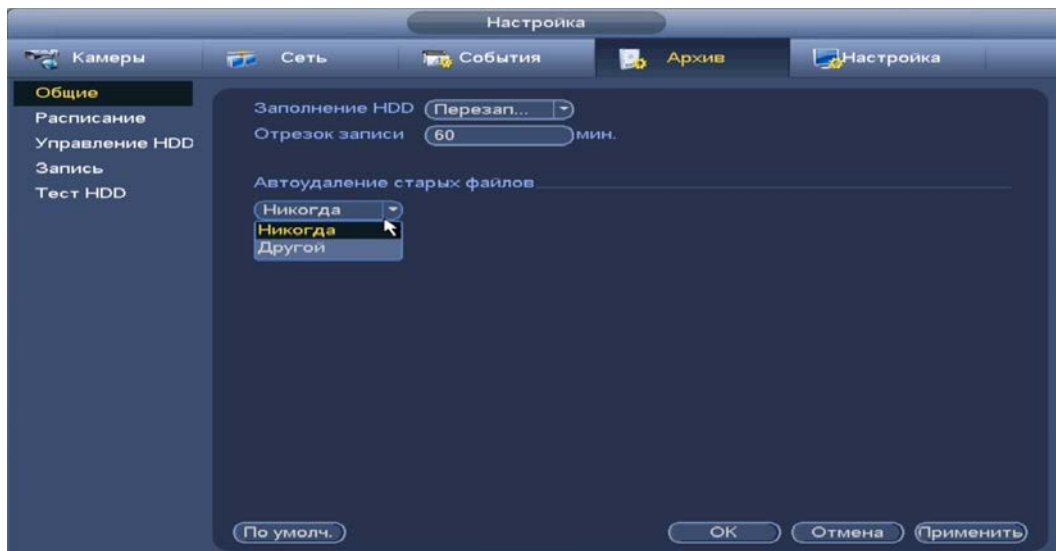 Настройка
Камеры Сеть События Архив Настройка
Общие
Расписание
Управление HDD
Запись
Тест HDD
Заполнение HDD Перезап...
Отрезок записи 60 мин.
Автоудаление старых файлов
Никогда
Никогда
Другой
По умолч. OK Отмена Применить